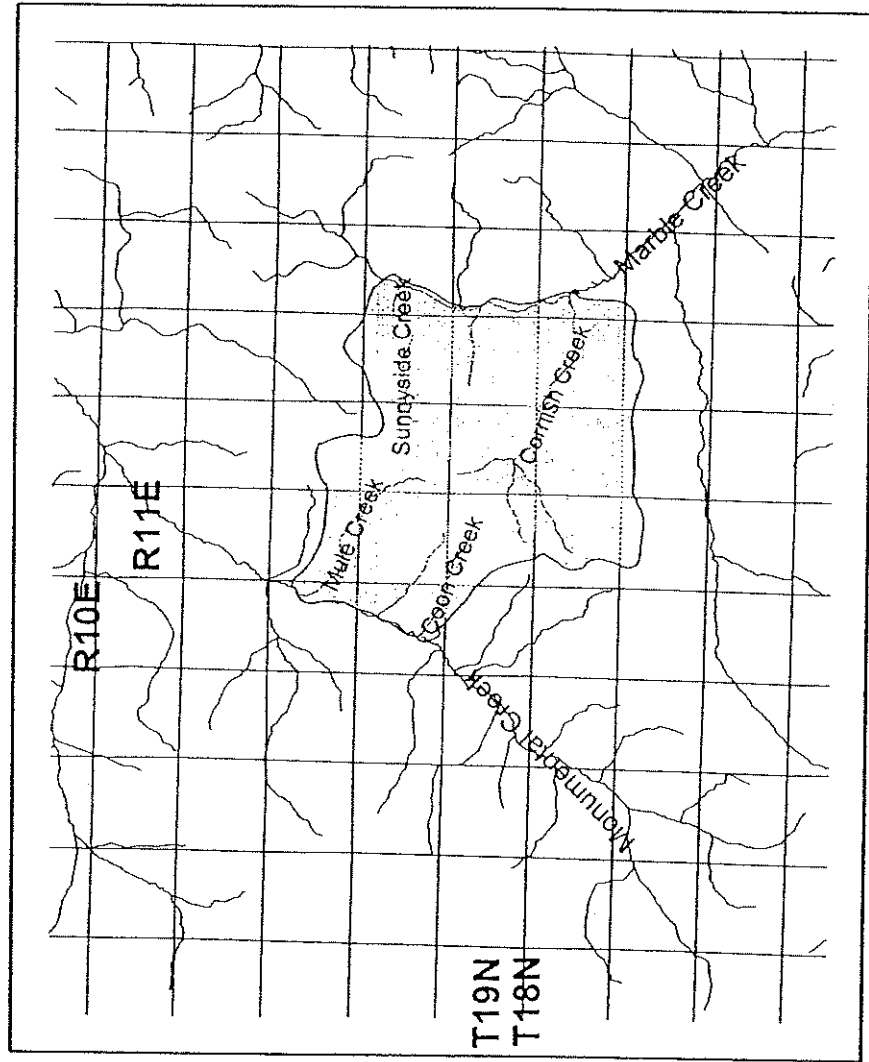 R10E
R11E
Mule Creek
Sunnyside Creek
Coon Creek
Cornish Creek
Marble Creek
Monumental Creek
T19N
T18N